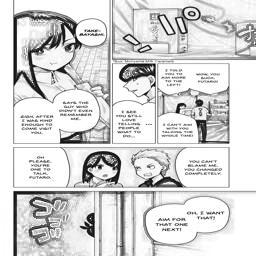 TAKE-
BAYASHI.
SIGH, AFTER
I WAS KIND
ENOUGH TO
COME VISIT
YOU.
SAYS THE
GUY WHO
DIDN'T EVEN
REMEMBER
ME.
I TOLD
YOU TO
AIM MORE
TO THE
LEFT!
WOW, YOU
SUCK,
FUTARO.
I SEE
YOU STILL
LOVE
TELLING
PEOPLE
WHAT TO
DO...
I CAN'T AIM
WITH YOU
TALKING THE
WHOLE TIME!
OH
PLEASE,
YOU'RE
ONE TO
TALK,
FUTARO.
YOU CAN'T
BLAME ME,
YOU CHANGED
COMPLETELY.
OH, I WANT
THAT!
AIM FOR
THAT ONE
NEXT!